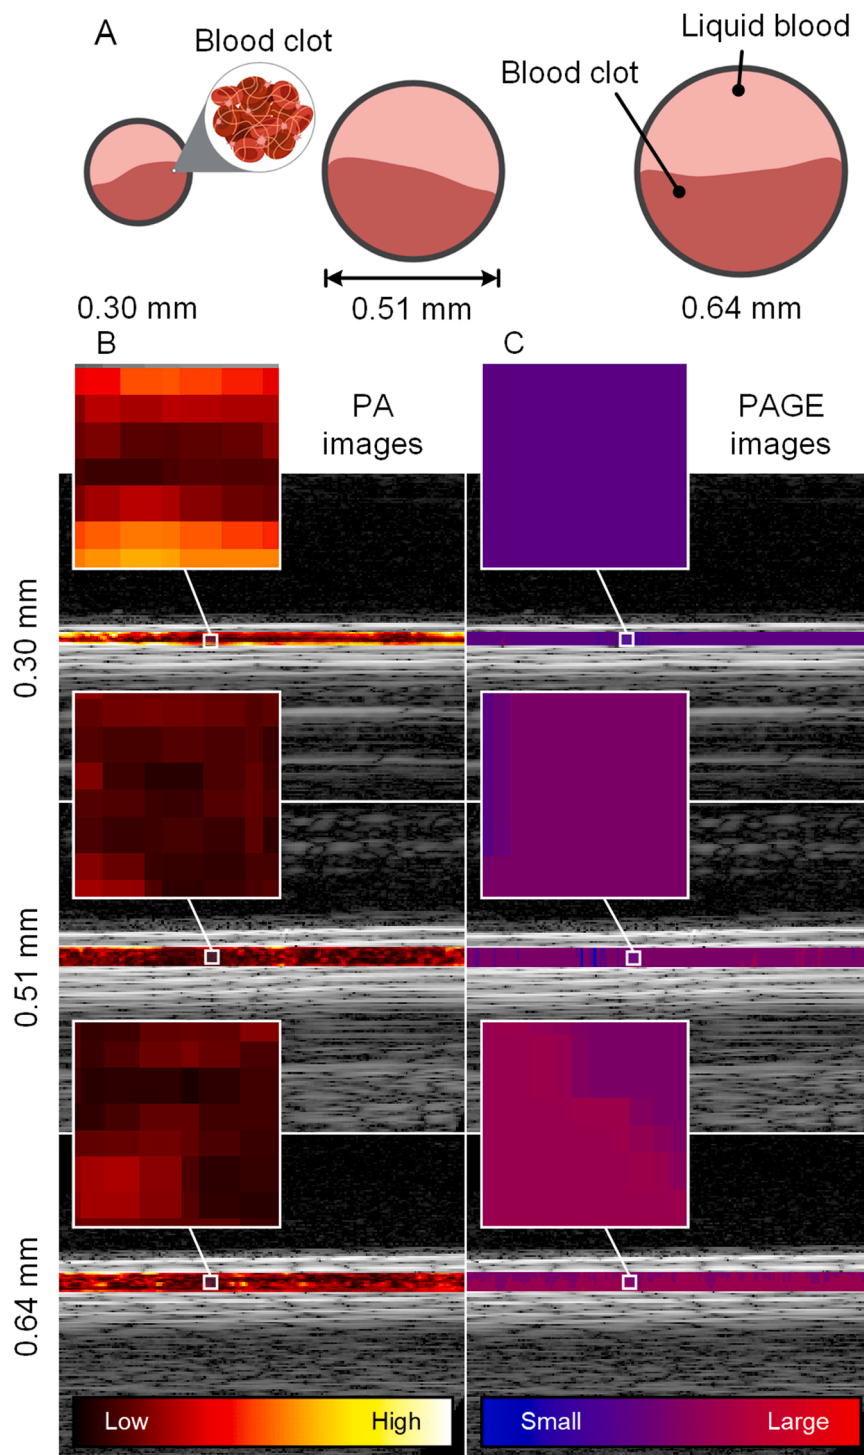 A
Blood clot
Liquid blood
Blood clot
0.30 mm
0.51 mm
0.64 mm
B
C
PA
images
PAGE
images
0.30 mm
0.51 mm
0.64 mm
Low
High
Small
Large